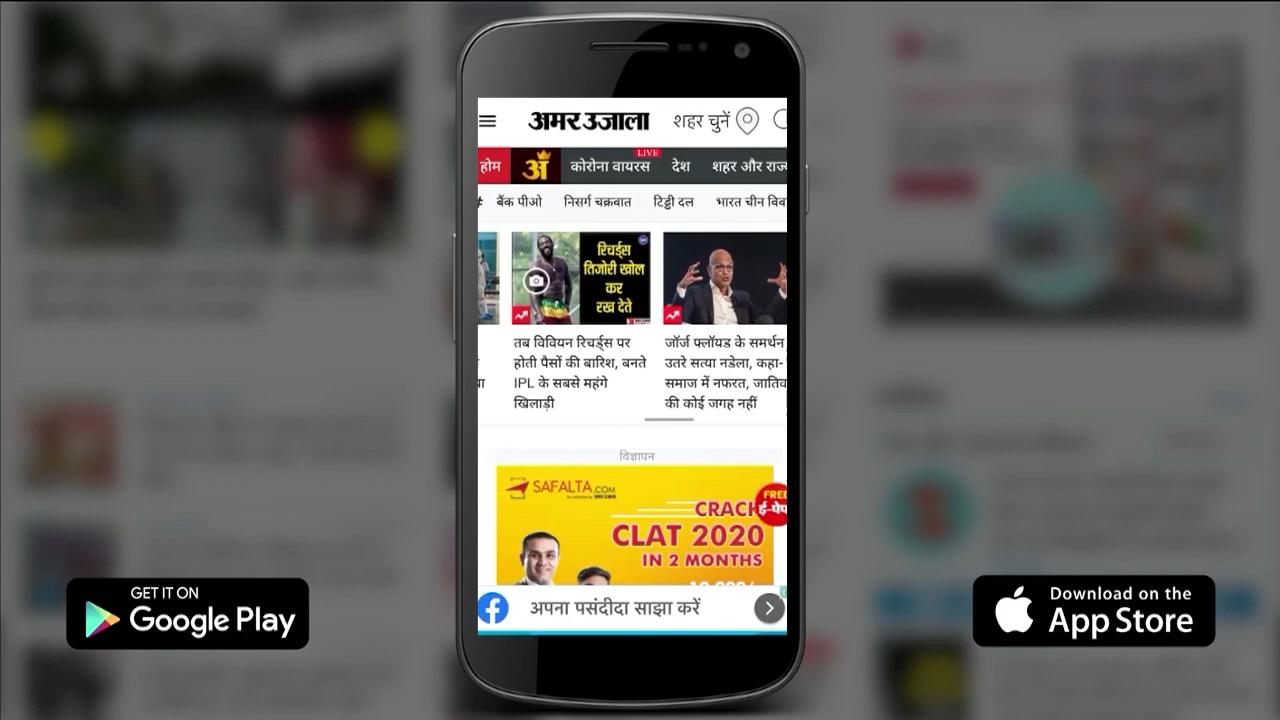 अमर उजाला
शहर चुनें
होम
अ
कोरोना वायरस
LIVE
देश
शहर और राज्य
#
बैंक पीओ
निसर्ग चक्रवात
टिड्डी दल
भारत चीन विवा
रिचर्ड्स
तिजोरी खोल
कर
रख देते
तब विवियन रिचर्ड्स पर
होती पैसों की बारिश, बनते
IPL के सबसे महंगे
खिलाड़ी
जॉर्ज फ्लॉयड के समर्थन
उतरे सत्या नडेला, कहा-
समाज में नफरत, जातिव
की कोई जगह नहीं
विज्ञापन
SAFALTA.COM
CRACK
CLAT 2020
IN 2 MONTHS
FREE
ई-पेप
अपना पसंदीदा साझा करें
GET IT ON
Google Play
Download on the
App Store